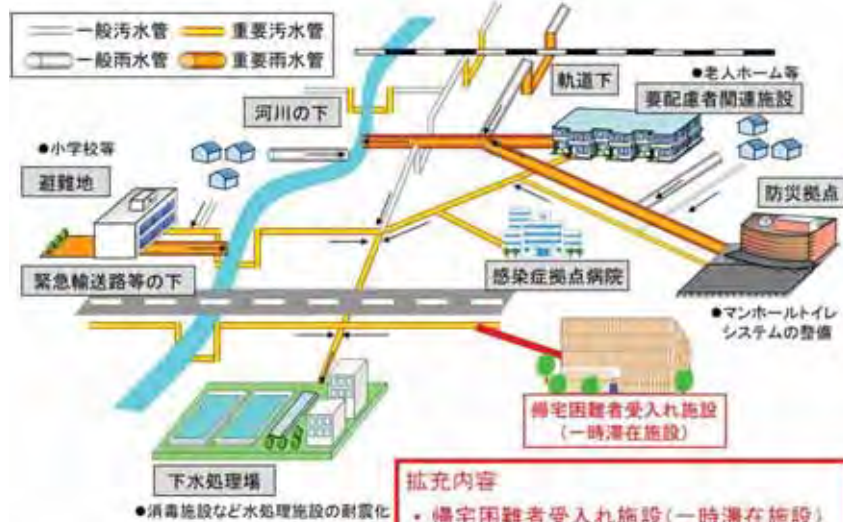 一般汚水管 重要汚水管
一般雨水管 重要雨水管
軌道下
●老人ホーム等
要配慮者関連施設
河川の下
●小学校等
避難地
防災拠点
緊急輸送路等の下
感染症拠点病院
●マンホールトイレ
システムの整備
帰宅困難者受入れ施設
(一時滞在施設)
下水処理場
●消毒施設など水処理施設の耐震化
拡充内容
・帰宅困難者受入れ施設(一時滞在施設)